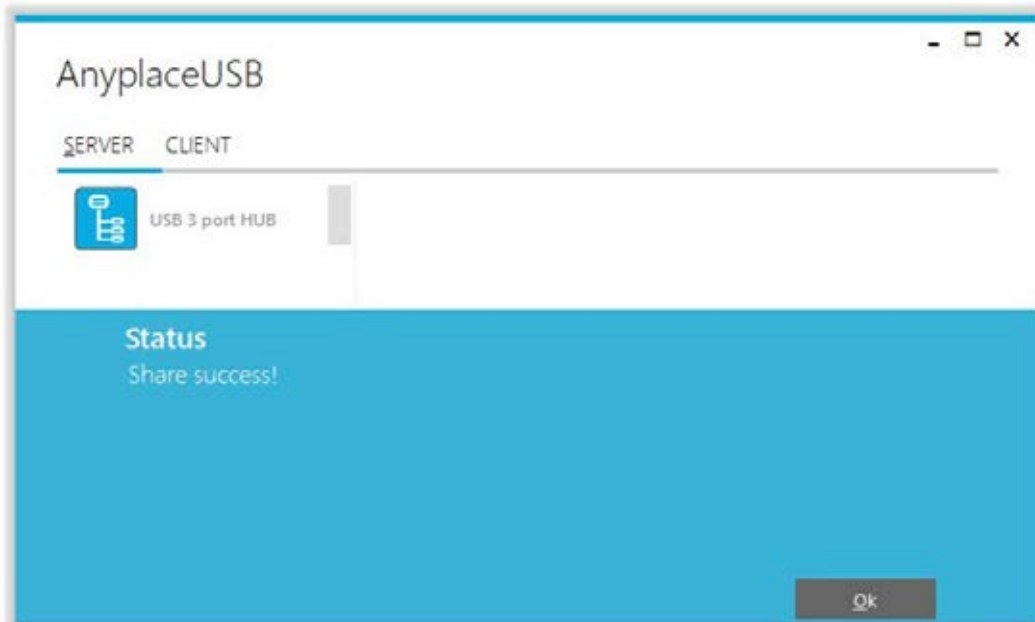 AnyplaceUSB
SERVER CLIENT
USB 3 port HUB
Status
Share success!
Ok